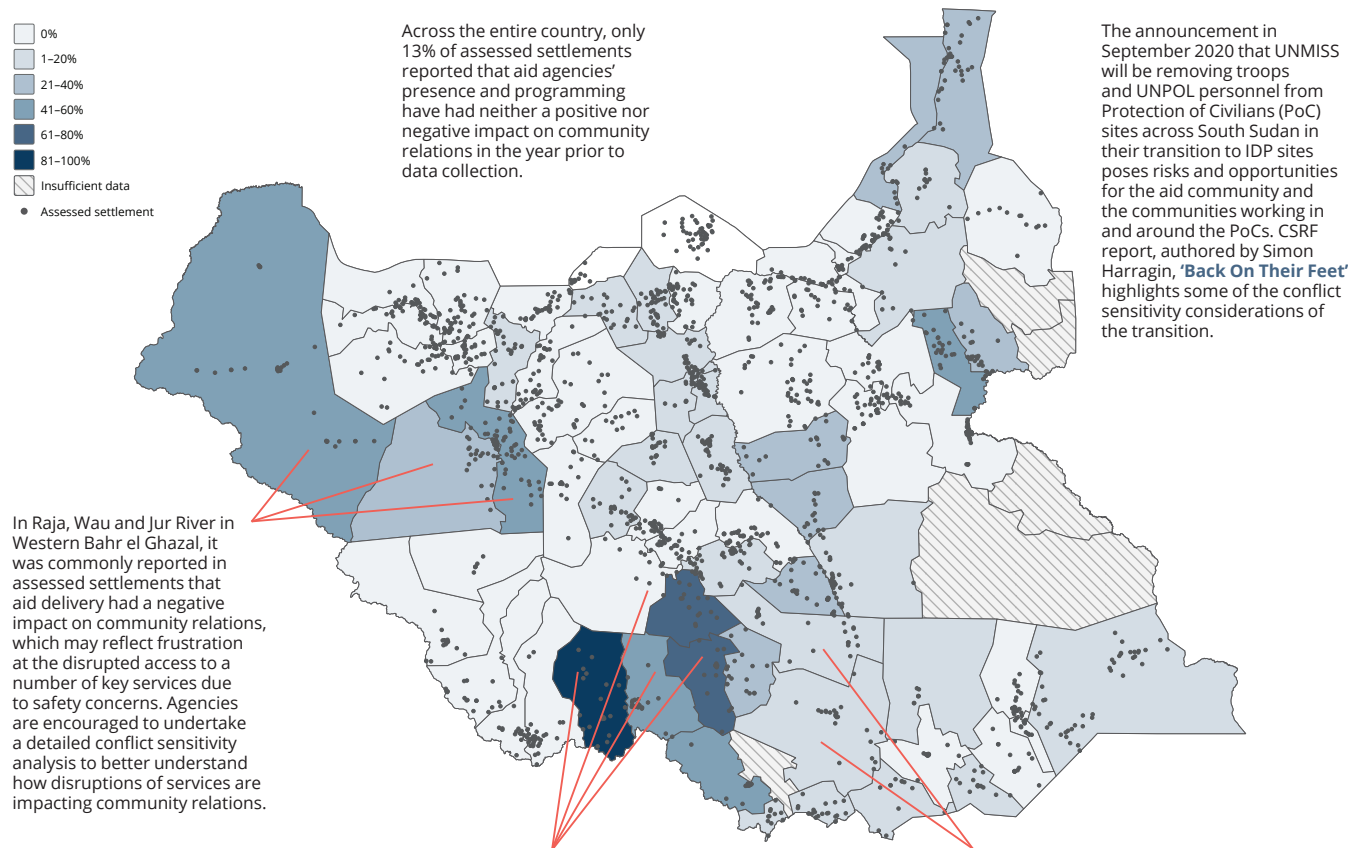 0%
1–20%
21–40%
41–60%
61–80%
81–100%
Insufficient data
Assessed settlement
Across the entire country, only
13% of assessed settlements
reported that aid agencies’
presence and programming
have had neither a positive nor
negative impact on community
relations in the year prior to
data collection.
The announcement in
September 2020 that UNMISS
will be removing troops
and UNPOL personnel from
Protection of Civilians (PoC)
sites across South Sudan in
their transition to IDP sites
poses risks and opportunities
for the aid community and
the communities working in
and around the PoCs. CSRF
report, authored by Simon
Harragin, ‘Back On Their Feet’
highlights some of the conflict
sensitivity considerations of
the transition.
In Raja, Wau and Jur River in
Western Bahr el Ghazal, it
was commonly reported in
assessed settlements that
aid delivery had a negative
impact on community relations,
which may reflect frustration
at the disrupted access to a
number of key services due
to safety concerns. Agencies
are encouraged to undertake
a detailed conflict sensitivity
analysis to better understand
how disruptions of services are
impacting community relations.